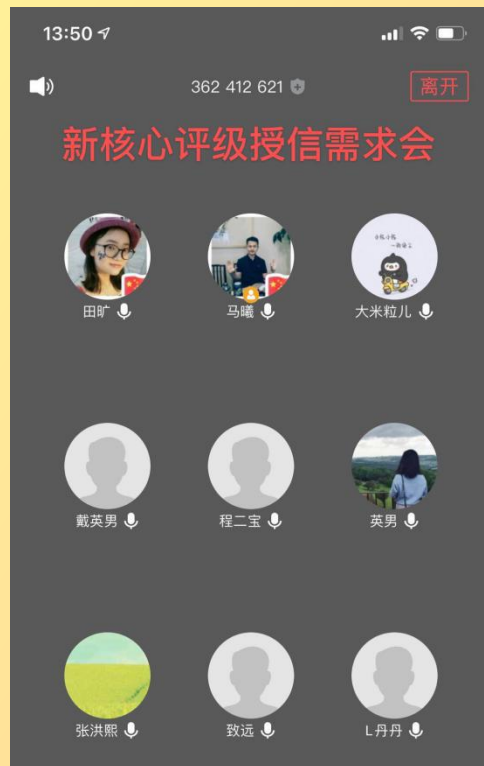 13:50
362 412 621
离开
新核心评级授信需求会
田旷
马曦
大米粒儿
戴英男
程二宝
英男
张洪熙
致远
L丹丹